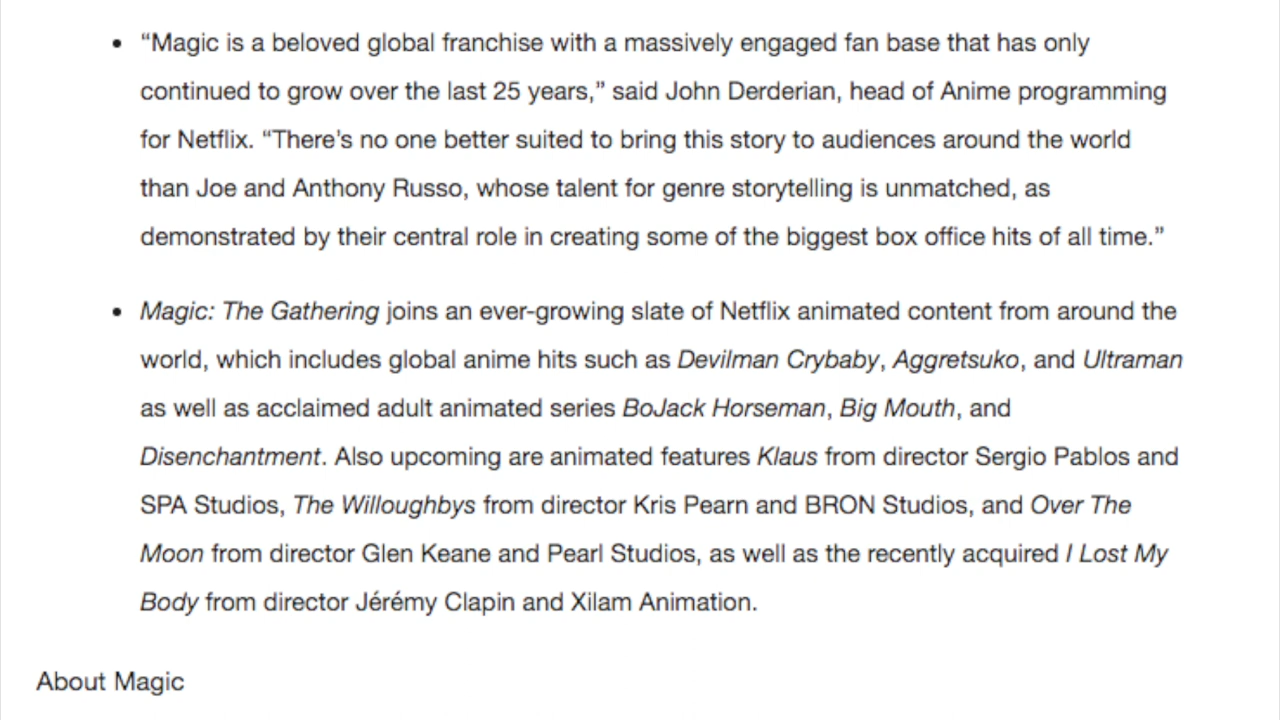 • “Magic is a beloved global franchise with a massively engaged fan base that has only
continued to grow over the last 25 years,” said John Derderian, head of Anime programming
for Netflix. “There’s no one better suited to bring this story to audiences around the world
than Joe and Anthony Russo, whose talent for genre storytelling is unmatched, as
demonstrated by their central role in creating some of the biggest box office hits of all time.”
• Magic: The Gathering joins an ever-growing slate of Netflix animated content from around the
world, which includes global anime hits such as Devilman Crybaby, Aggretsuko, and Ultraman
as well as acclaimed adult animated series BoJack Horseman, Big Mouth, and
Disenchantment. Also upcoming are animated features Klaus from director Sergio Pablos and
SPA Studios, The Willoughbys from director Kris Pearn and BRON Studios, and Over The
Moon from director Glen Keane and Pearl Studios, as well as the recently acquired I Lost My
Body from director Jérémy Clapin and Xilam Animation.
About Magic